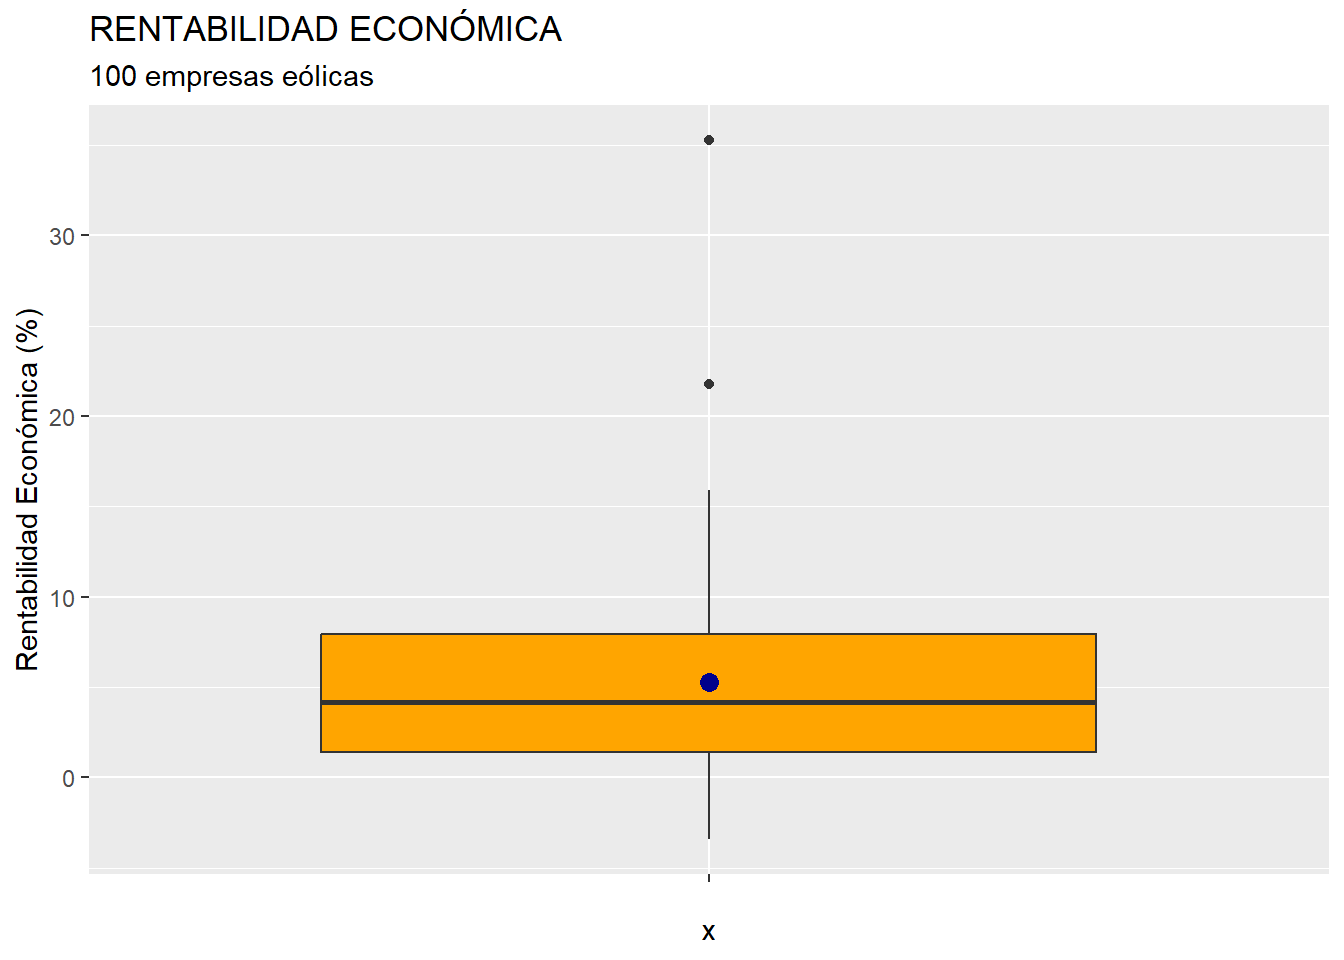 RENTABILIDAD ECONÓMICA
100 empresas eólicas
Rentabilidad Económica (%)
30
20
10
0
x